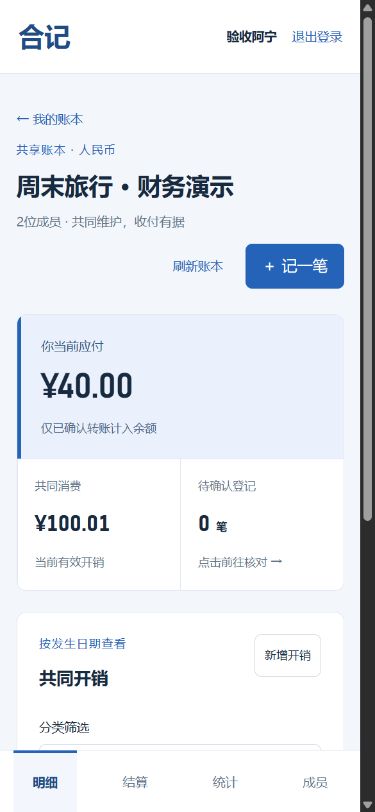 合记
验收阿宁 退出登录
← 我的账本
共享账本 · 人民币
周末旅行 · 财务演示
2位成员 · 共同维护，收付有据
刷新账本
+ 记一笔
你当前应付
¥40.00
仅已确认转账计入余额
共同消费
¥100.01
当前有效开销
待确认登记
0 笔
点击前往核对 →
按发生日期查看
共同开销
新增开销
分类筛选
明细 结算 统计 成员